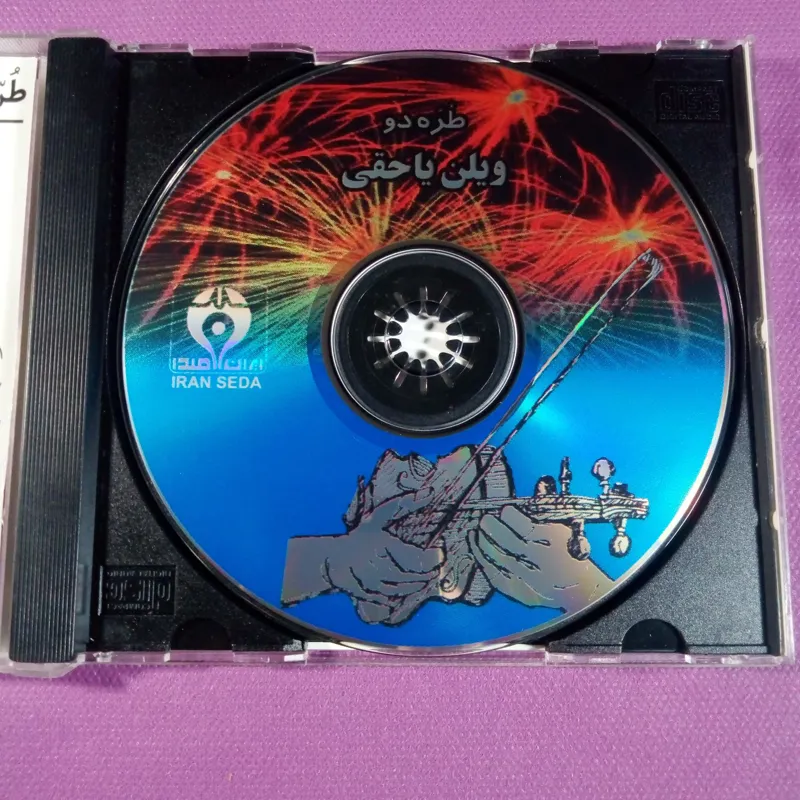 طره دو
ویلن یاحقی
ایران صدا
IRAN SEDA
طُرّ